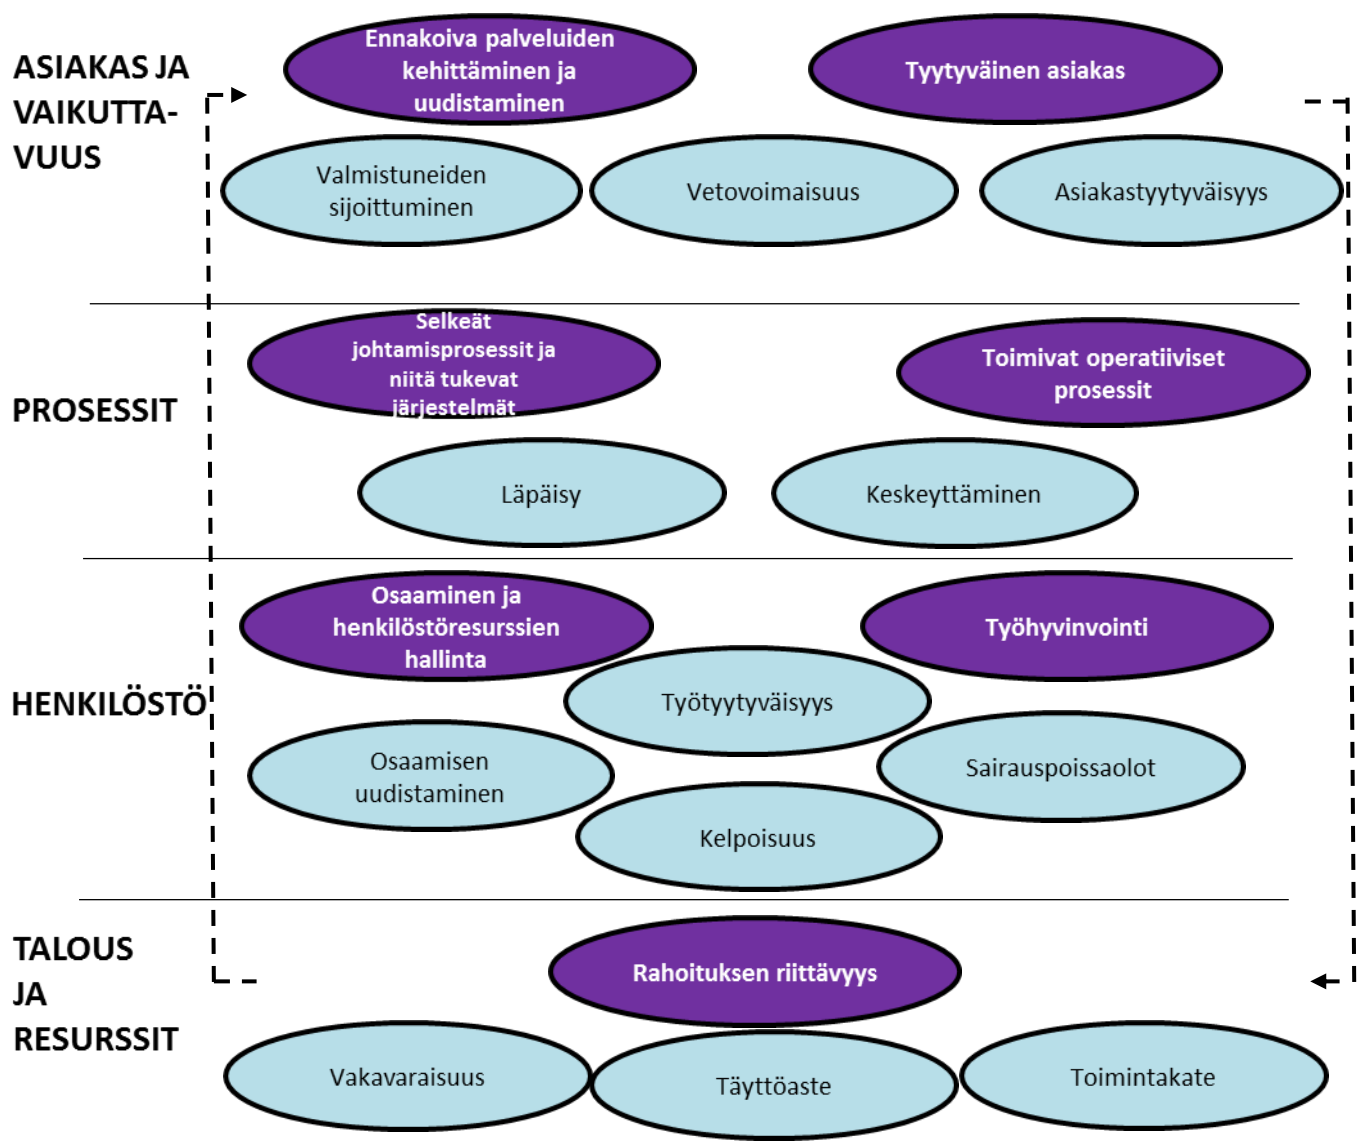 ASIAKAS JA
VAIKUTTA-
VUUS
Ennakoiva palveluiden
kehittäminen ja
uudistaminen
Tyytyväinen asiakas
Valmistuneiden
sijoittuminen
Vetovoimaisuus
Asiakastyytyväisyys
PROSESSIT
Selkeät
johtamisprosessit ja
niitä tukevat
järjestelmät
Toimivat operatiiviset
prosessit
Läpäisy
Keskeyttäminen
HENKILÖSTÖ
Osaaminen ja
henkilöstöresurssien
hallinta
Työhyvinvointi
Työtyytyväisyys
Osaamisen
uudistaminen
Sairauspoissaolot
Kelpoisuus
TALOUS
JA
RESURSSIT
Rahoituksen riittävyys
Vakavaraisuus
Täyttöaste
Toimintakate